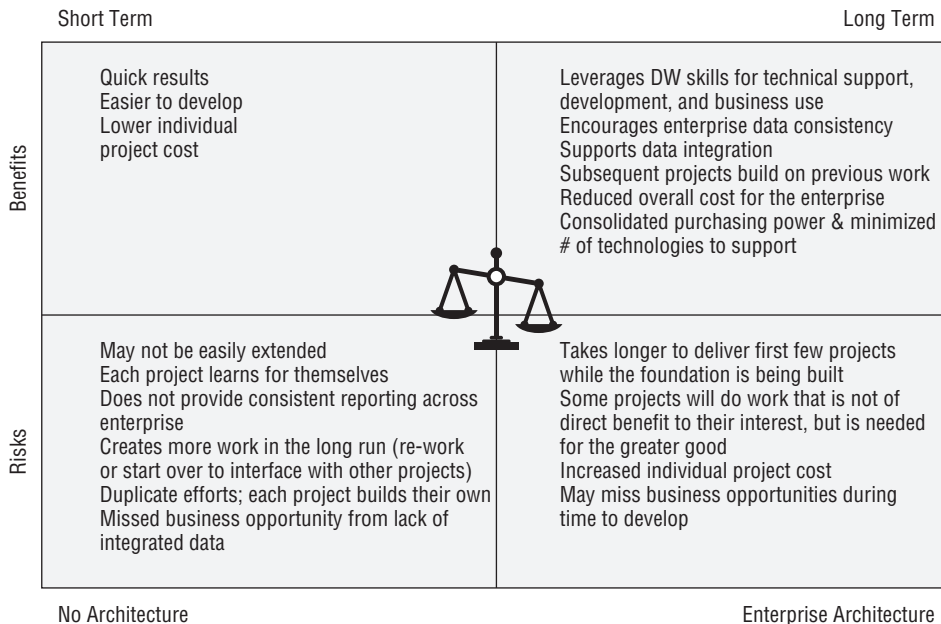 Short Term
Long Term
Benefits
Quick results
Easier to develop
Lower individual
project cost
Leverages DW skills for technical support,
development, and business use
Encourages enterprise data consistency
Supports data integration
Subsequent projects build on previous work
Reduced overall cost for the enterprise
Consolidated purchasing power & minimized
# of technologies to support
Risks
May not be easily extended
Each project learns for themselves
Does not provide consistent reporting across
enterprise
Creates more work in the long run (re-work
or start over to interface with other projects)
Duplicate efforts; each project builds their own
Missed business opportunity from lack of
integrated data
Takes longer to deliver first few projects
while the foundation is being built
Some projects will do work that is not of
direct benefit to their interest, but is needed
for the greater good
Increased individual project cost
May miss business opportunities during
time to develop
No Architecture
Enterprise Architecture